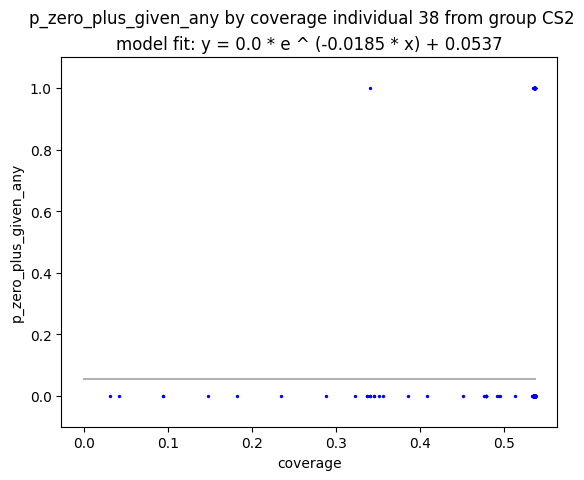 p_zero_plus_given_any by coverage individual 38 from group CS2
model fit: y = 0.0 * e ^ (-0.0185 * x) + 0.0537
1.0
0.8
0.6
0.4
0.2
0.0
p_zero_plus_given_any
0.0 0.1 0.2 0.3 0.4 0.5
coverage